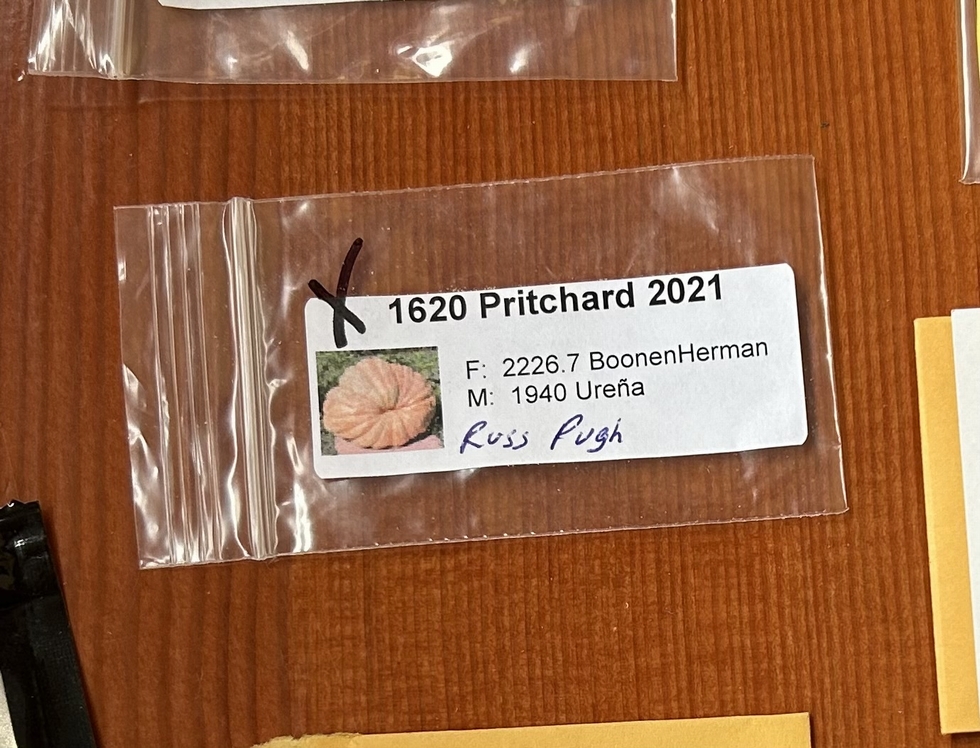 X 1620 Pritchard 2021
F: 2226.7 BoonenHerman
M: 1940 Ureña
Russ Pugh